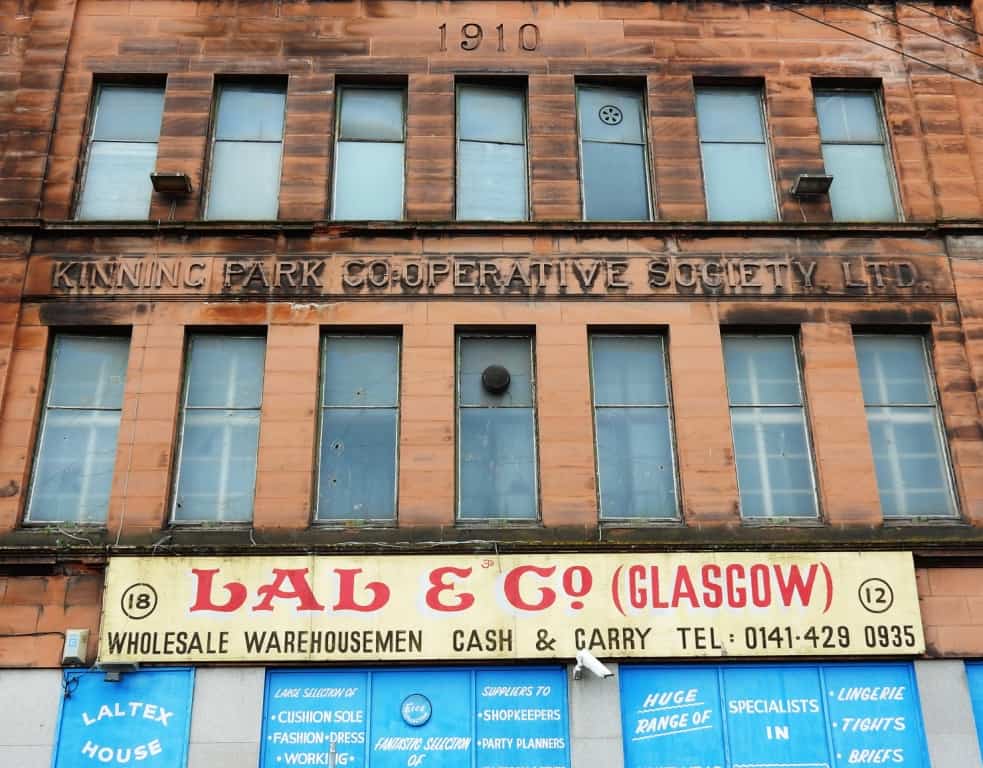 1910
KINNING PARK CO-OPERATIVE SOCIETY. LTD.
18
LAL & Co (GLASGOW)
12
WHOLESALE WAREHOUSEMEN CASH & CARRY TEL: 0141·429 0935
LALTEX
HOUSE
LARGE SELECTION OF
• CUSHION SOLE
• FASHION • DRESS
• WORKING •
FANTASTIC SELECTION
OF
SUPPLIERS TO
• SHOPKEEPERS
• PARTY PLANNERS
HUGE
RANGE OF
SPECIALISTS
IN
• LINGERIE
• TIGHTS
• BRIEFS